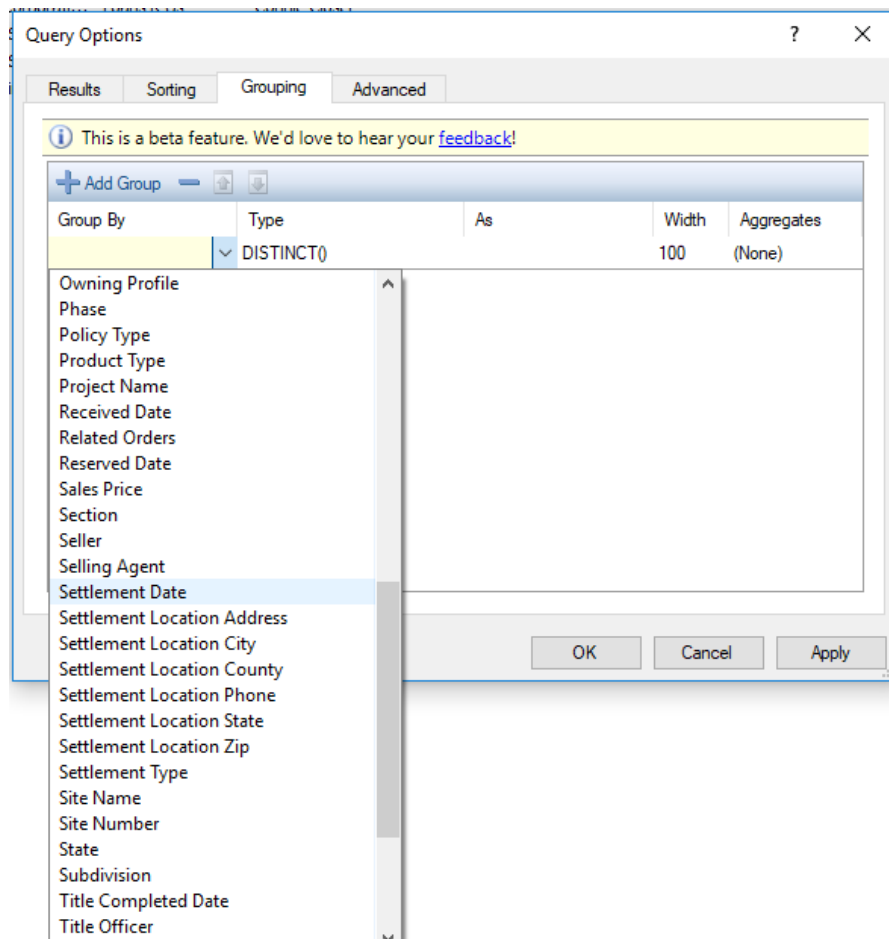 Query Options ?
Results Sorting Grouping Advanced
This is a beta feature. We'd love to hear your feedback!
Add Group
Group By Type As Width Aggregates
DISTINCT() 100 (None)
Owning Profile
Phase
Policy Type
Product Type
Project Name
Received Date
Related Orders
Reserved Date
Sales Price
Section
Seller
Selling Agent
Settlement Date
Settlement Location Address
Settlement Location City
Settlement Location County
OK Cancel Apply
Settlement Location Phone
Settlement Location State
Settlement Location Zip
Settlement Type
Site Name
Site Number
State
Subdivision
Title Completed Date
Title Officer